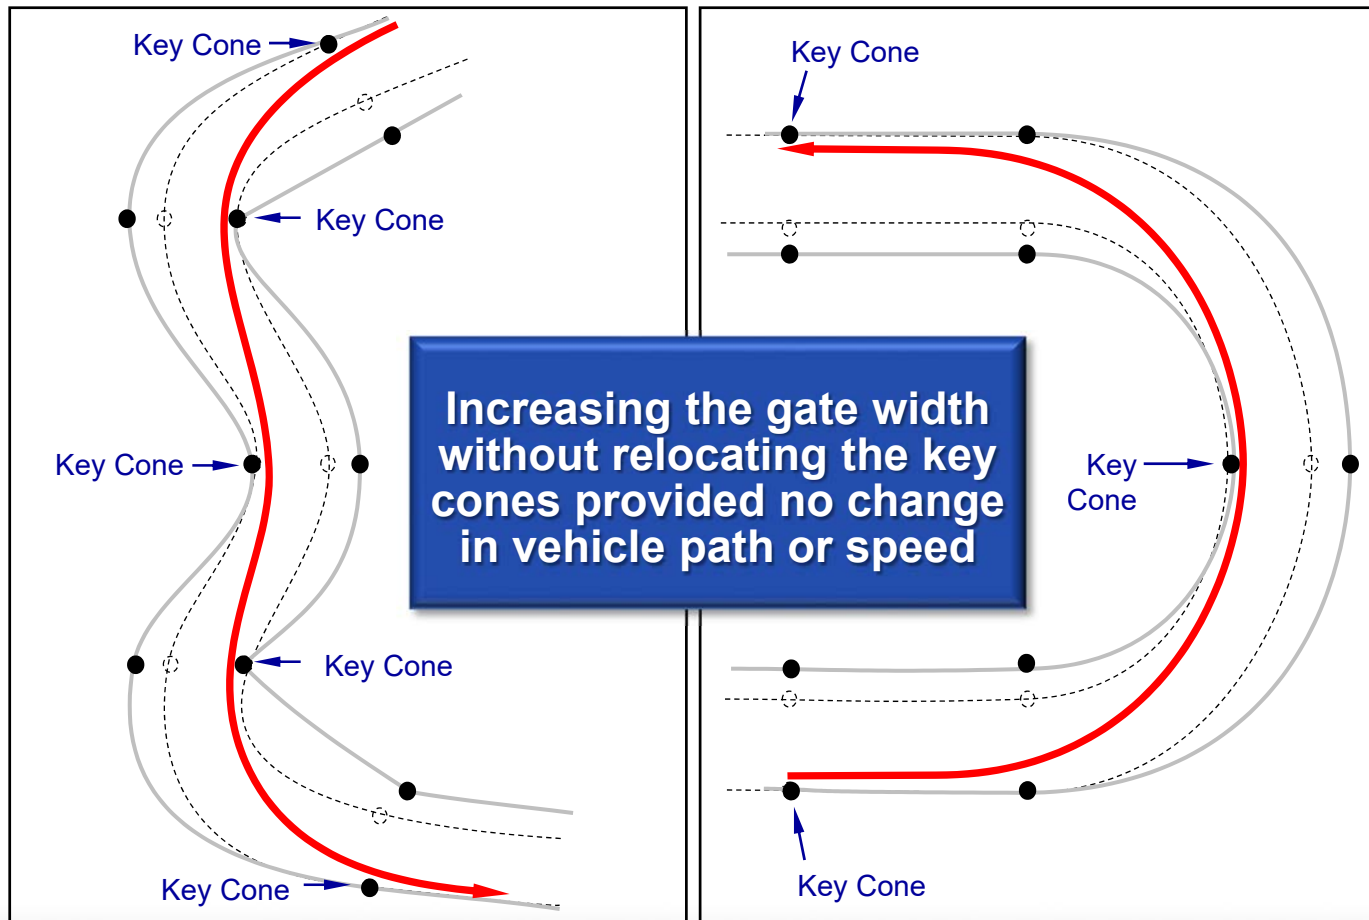 Key Cone
Key Cone
Key Cone
Key Cone
Key Cone
Key Cone
Key
Cone
Key Cone
Increasing the gate width
without relocating the key
cones provided no change
in vehicle path or speed